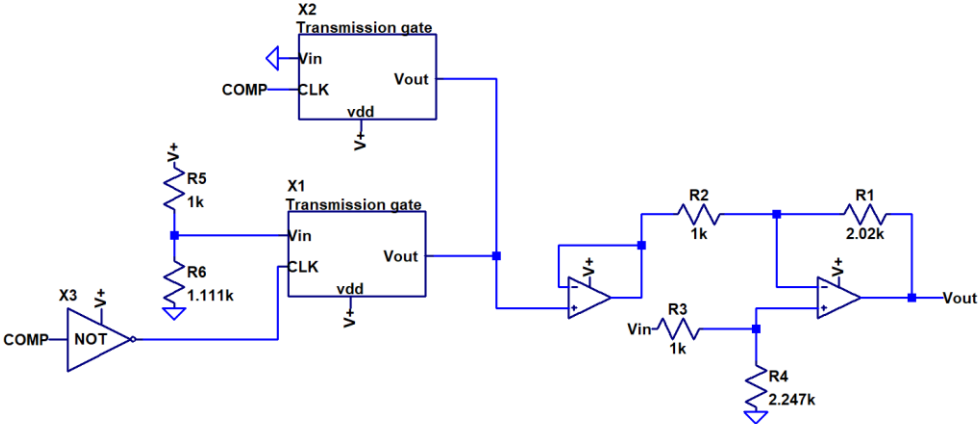 X2
Transmission gate
Vin
COMP
CLK
Vout
vdd
V+
V+
R5
1k
X1
Transmission gate
Vin
CLK
Vout
vdd
V+
R6
1.111k
X3
V+
COMP
NOT
R2
1k
R1
2.02k
V+
V+
Vout
Vin
R3
1k
R4
2.247k